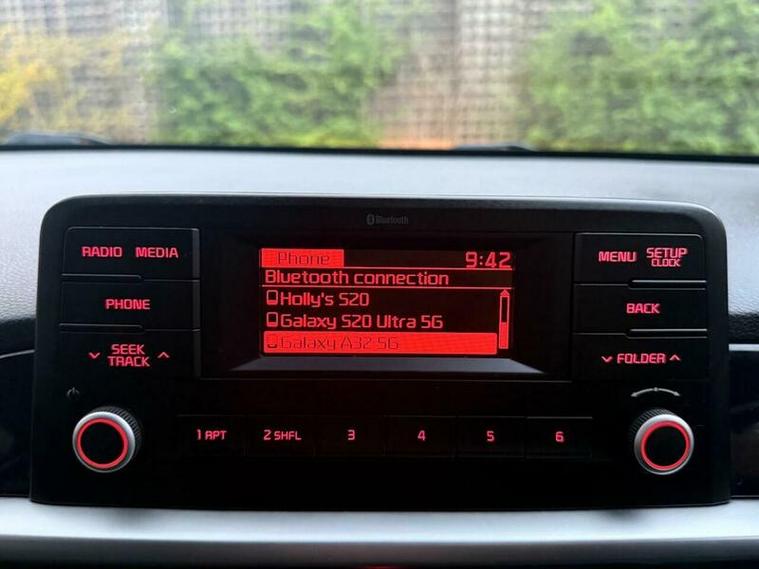 Bluetooth
RADIO MEDIA
PHONE
SEEK
TRACK
Phone 9:42
Bluetooth connection
Holly's S20
Galaxy S20 Ultra 5G
Galaxy A32 5G
MENU SETUP
CLOCK
BACK
FOLDER
1 RPT 2 SHFL 3 4 5 6